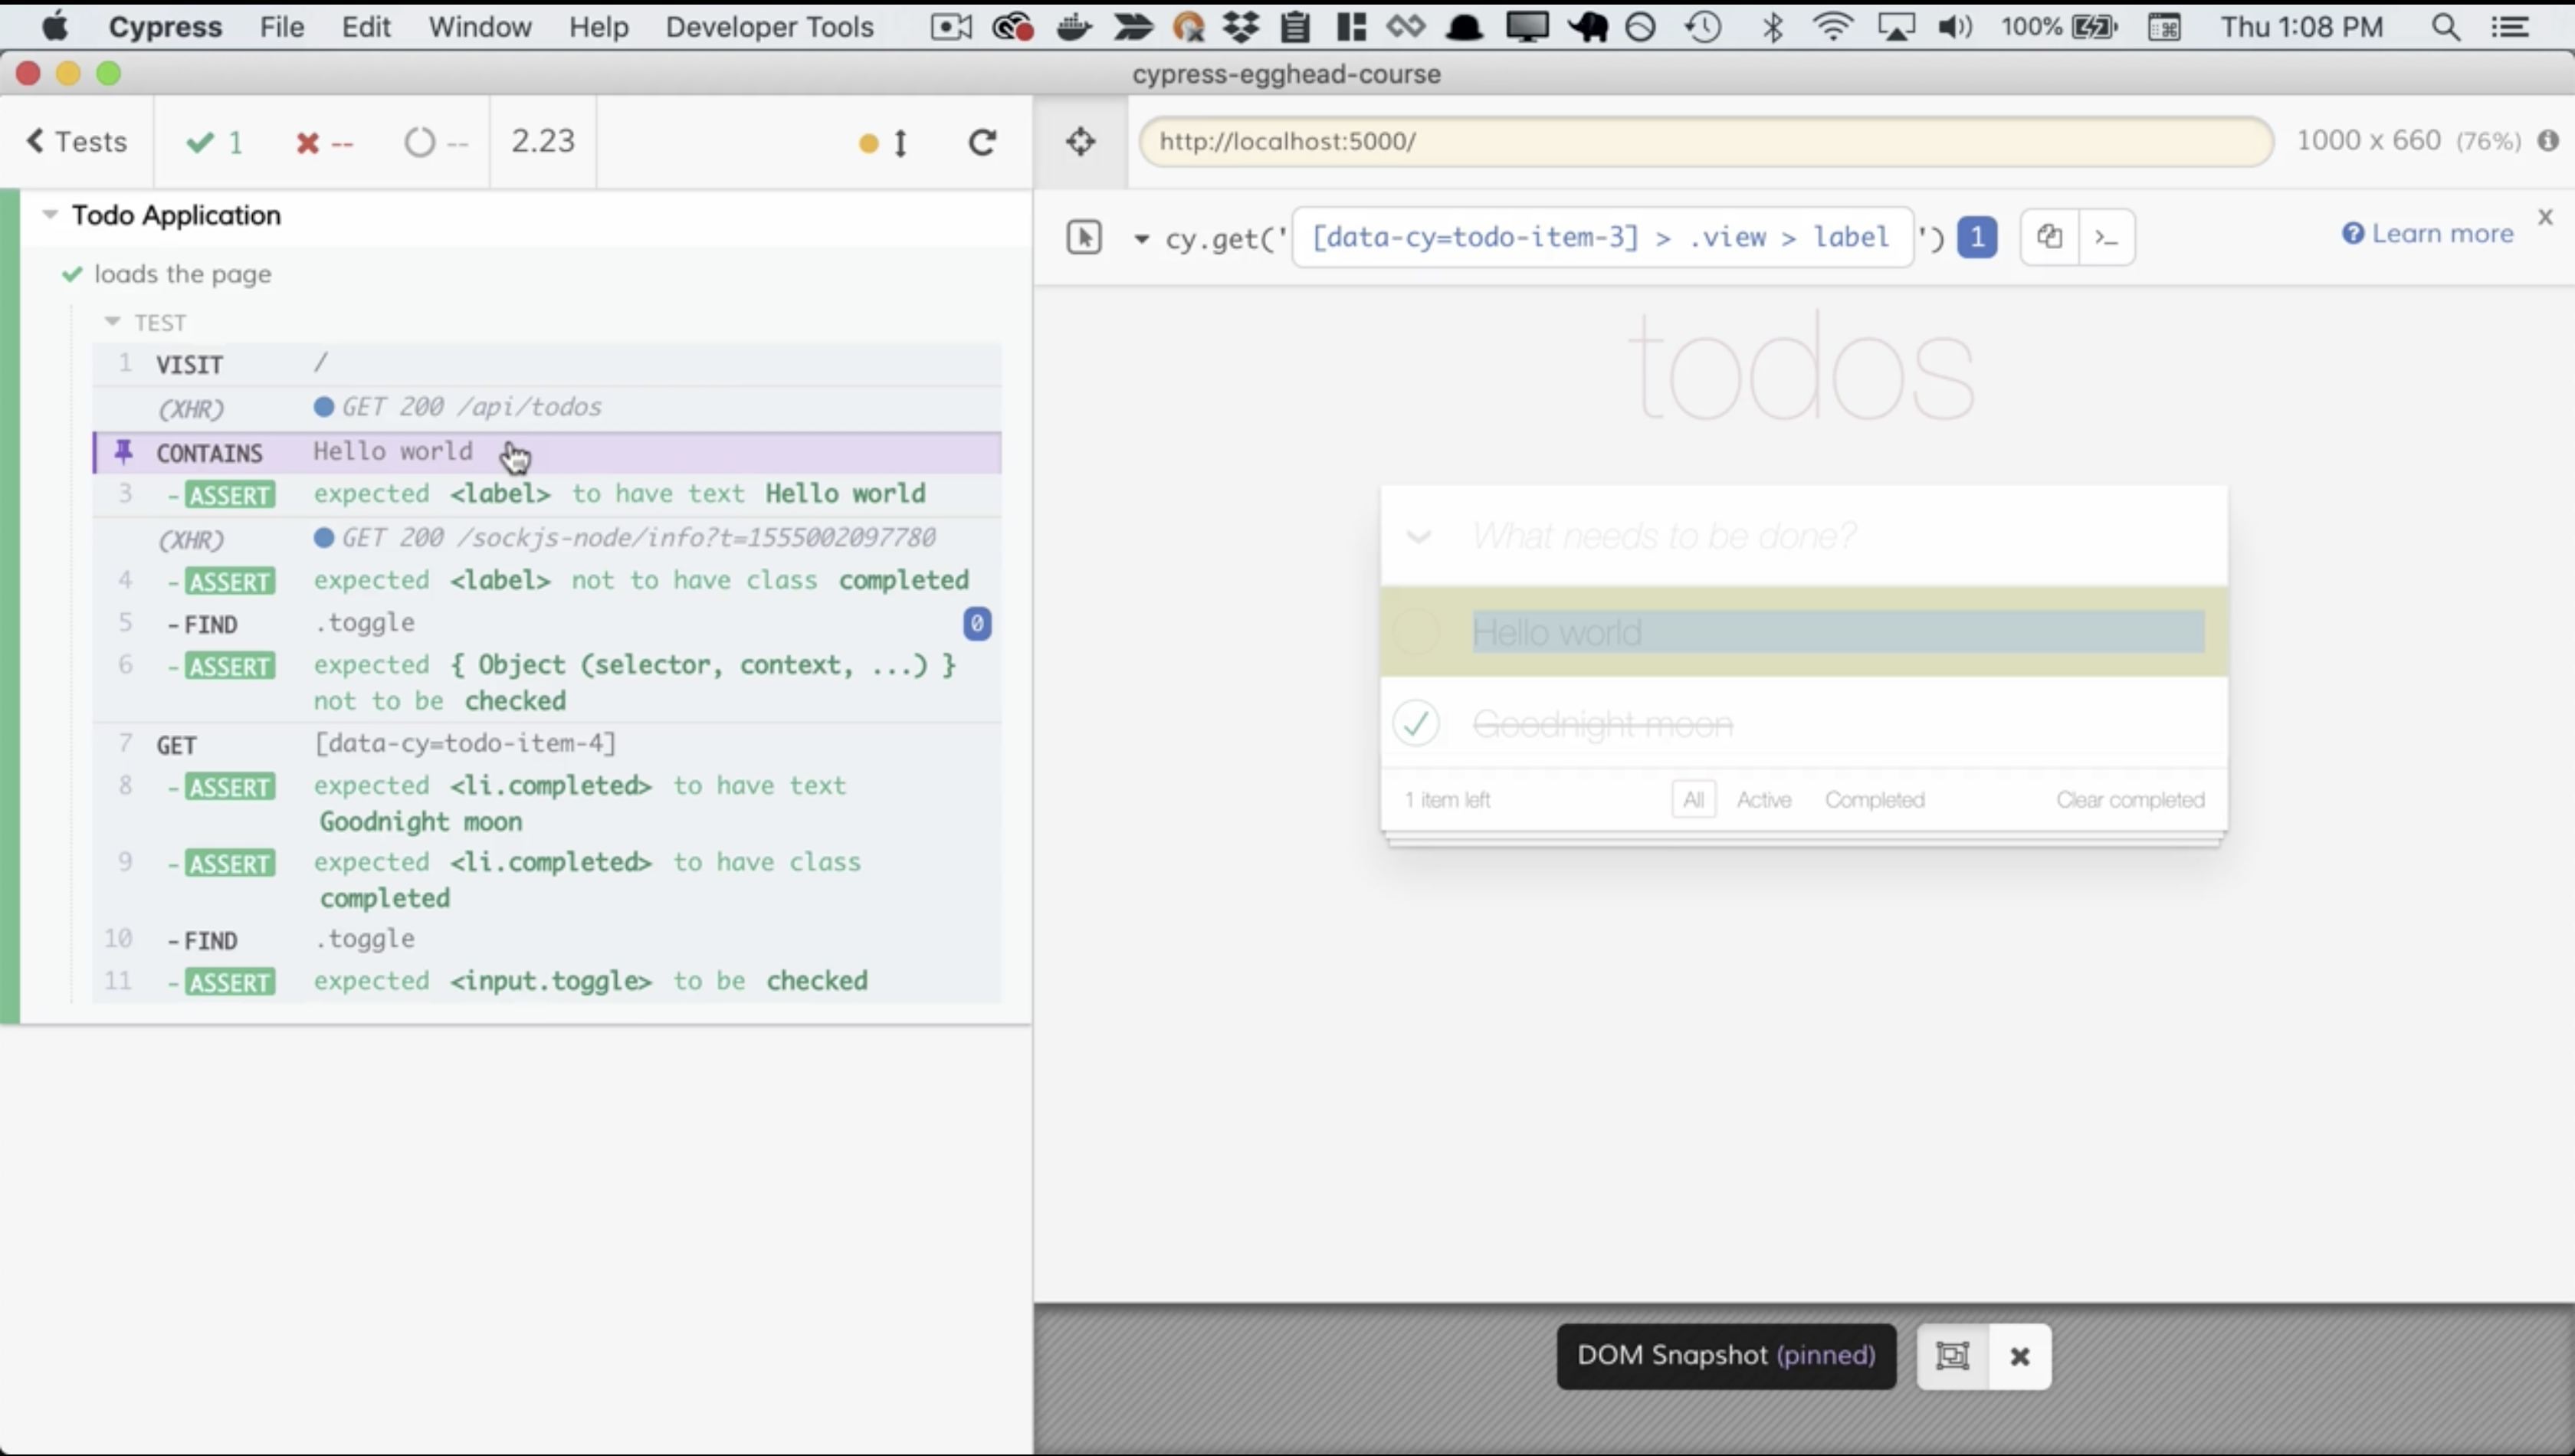 Cypress File Edit Window Help Developer Tools 100% Thu 1:08 PM
cypress-egghead-course
Tests 1 -- -- 2.23
http://localhost:5000/ 1000 x 660 (76%)
Todo Application
loads the page
TEST
1 VISIT /
(XHR) GET 200 /api/todos
CONTAINS Hello world
3 -ASSERT expected <label> to have text Hello world
(XHR) GET 200 /sockjs-node/info?t=1555002097780
4 -ASSERT expected <label> not to have class completed
5 -FIND .toggle 0
6 -ASSERT expected { Object (selector, context, ...) }
not to be checked
7 GET [data-cy=todo-item-4]
8 -ASSERT expected <li.completed> to have text
Goodnight moon
9 -ASSERT expected <li.completed> to have class
completed
10 -FIND .toggle
11 -ASSERT expected <input.toggle> to be checked
cy.get('[data-cy=todo-item-3] > .view > label') 1 >_ Learn more x
todos
What needs to be done?
Hello world
Goodnight moon
1 item left All Active Completed Clear completed
DOM Snapshot (pinned)